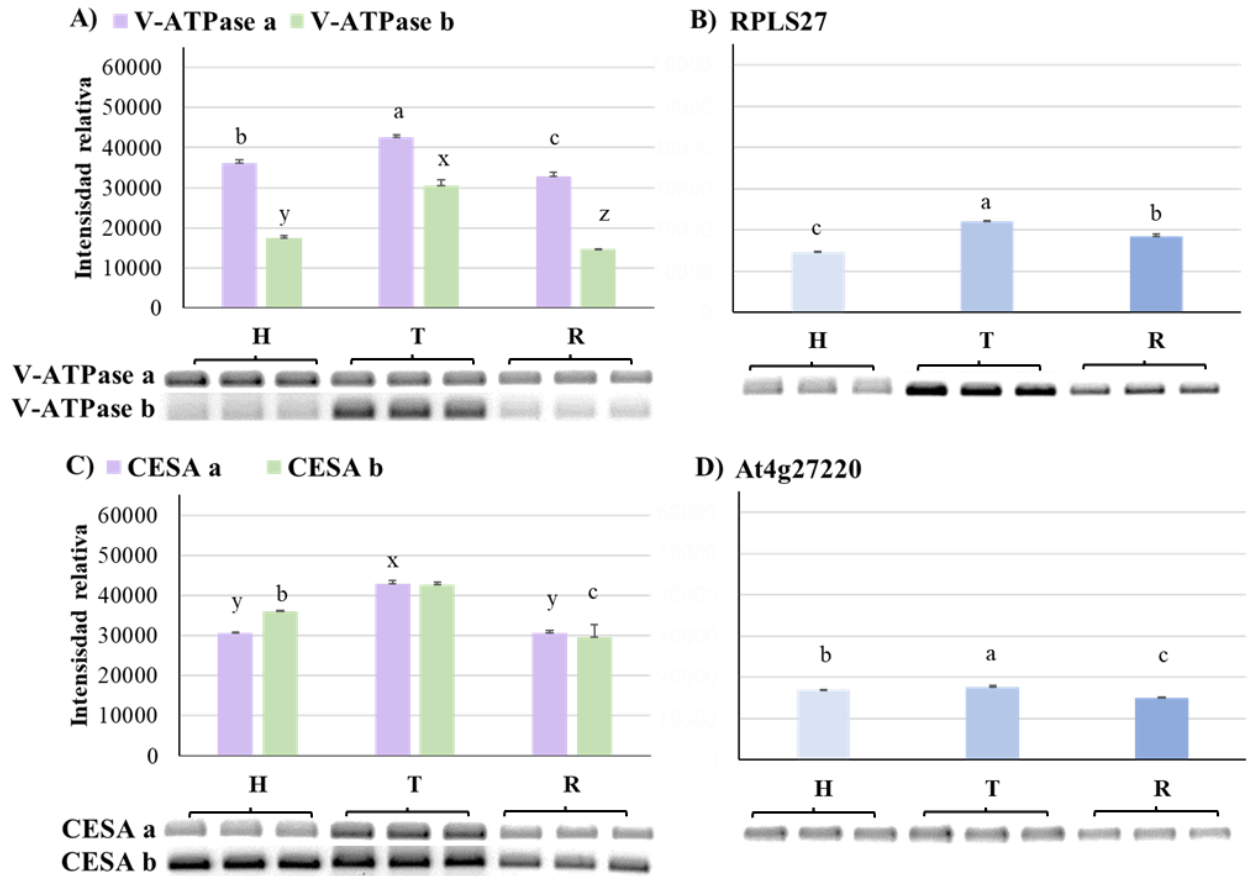 A) V-ATPase a V-ATPase b
60000
50000
40000
30000
20000
10000
0
Intensisdad relativa
b
y
a
x
c
z
H T R
V-ATPase a
V-ATPase b
B) RPLS27
c
a
b
H T R
C) CESA a CESA b
60000
50000
40000
30000
20000
10000
0
Intensisdad relativa
y
b
x
y
c
H T R
CESA a
CESA b
D) At4g27220
b
a
c
H T R